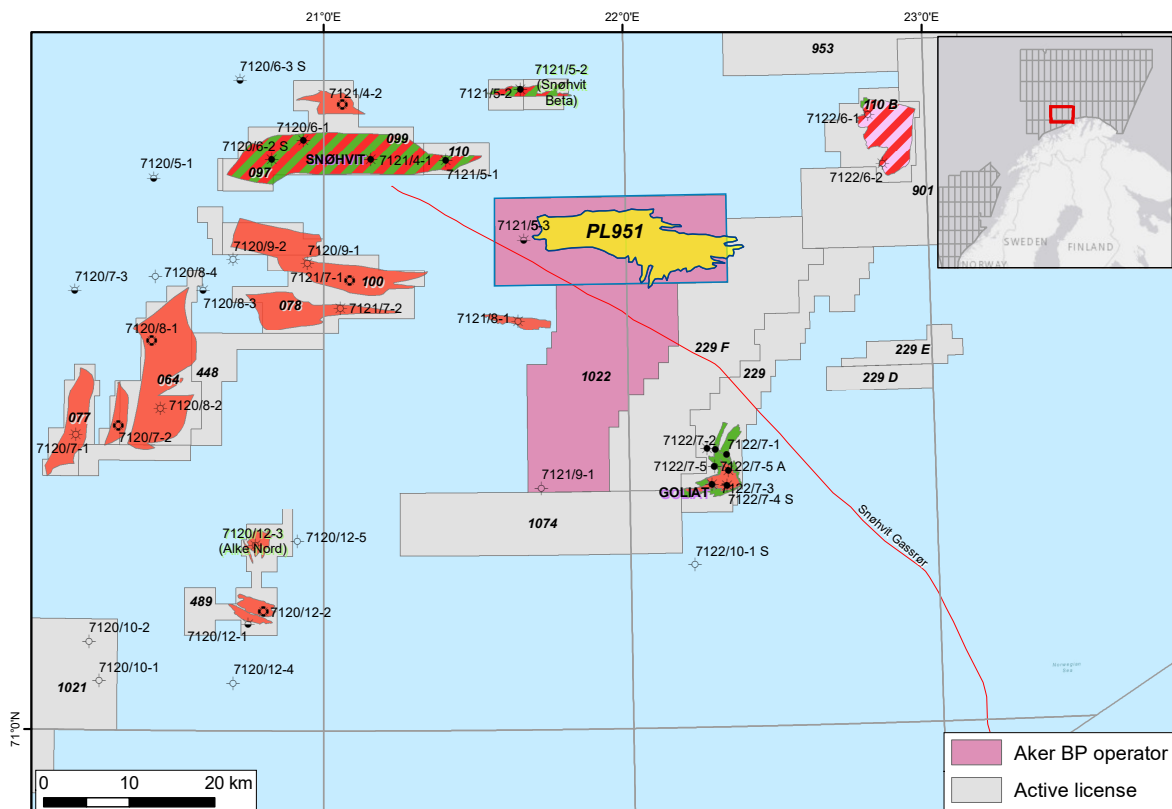 21°0'E
22°0'E
23°0'E
953
7120/6-3 S
7121/4-2
7121/5-2
7121/5-2
(Snøhvit
Beta)
110 B
7122/6-1
7120/6-1
099
7120/6-2 S
SNØHVIT
7121/4-1
110
7120/5-1
097
7121/5-1
7122/6-2
901
SWEDEN
FINLAND
NORWAY
PL951
7121/5-3
7120/9-2
7120/9-1
7120/7-3
7120/8-4
7121/7-1
100
7120/8-3
078
7121/7-2
7121/8-1
7120/8-1
229 F
229 E
448
064
1022
229
229 D
077
7120/8-2
7120/7-1
7120/7-2
7122/7-2
7122/7-1
7122/7-5
7122/7-5 A
7121/9-1
GOLIAT
7122/7-3
7122/7-4 S
Snøhvit Gassrør
1074
7120/12-3
(Alke Nord)
7120/12-5
7122/10-1 S
489
7120/12-2
7120/12-1
7120/10-2
7120/10-1
7120/12-4
1021
Norwegian
Sea
71°0'N
Aker BP operator
Active license
0
10
20 km